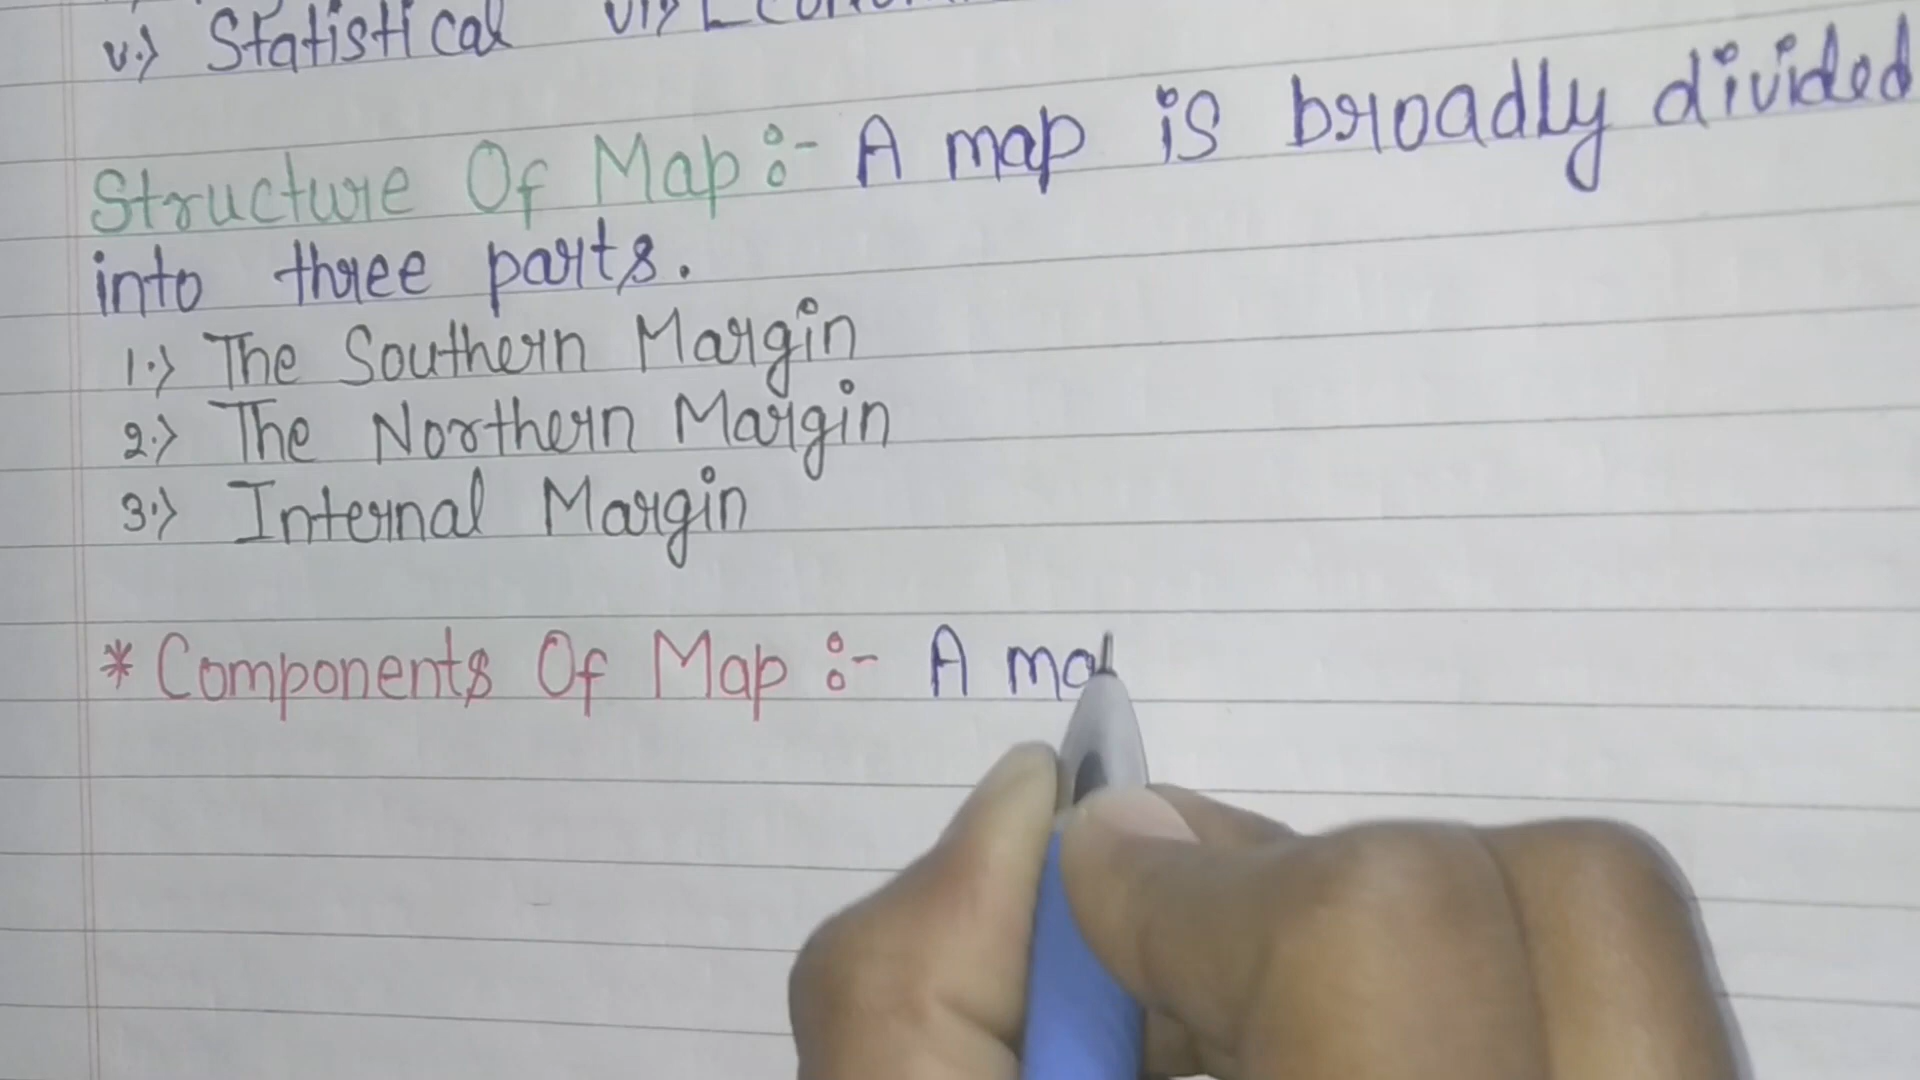 v.) Statistical vi)
Structure Of Map :- A map is broadly divided
into three parts.
1.) The Southern Margin
2.) The Northern Margin
3.) Internal Margin
* Components Of Map :- A ma